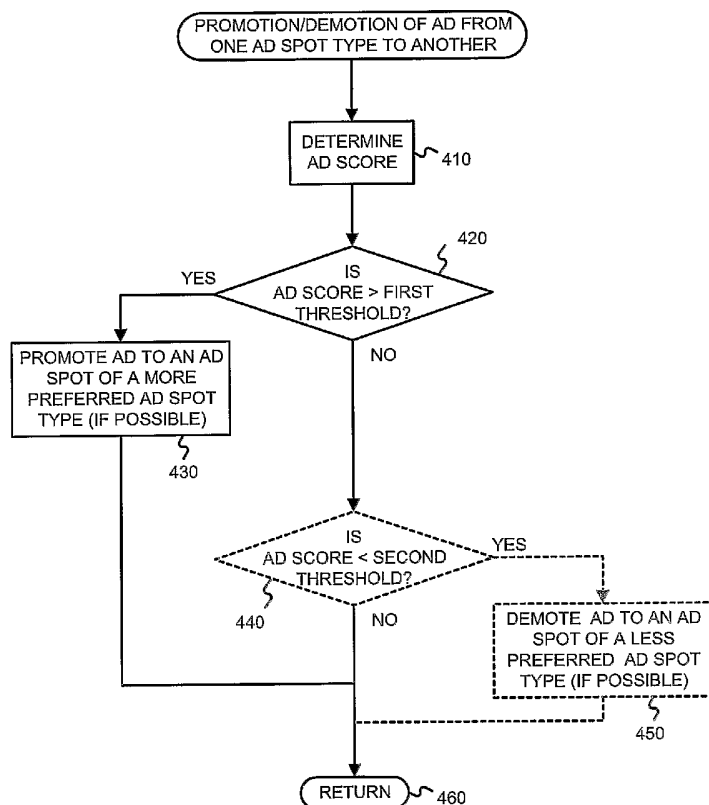 PROMOTION/DEMOTION OF AD FROM
ONE AD SPOT TYPE TO ANOTHER
DETERMINE
AD SCORE
410
420
IS
AD SCORE > FIRST
THRESHOLD?
YES
NO
PROMOTE AD TO AN AD
SPOT OF A MORE
PREFERRED AD SPOT
TYPE (IF POSSIBLE)
430
IS
AD SCORE < SECOND
THRESHOLD?
YES
440
NO
DEMOTE AD TO AN AD
SPOT OF A LESS
PREFERRED AD SPOT
TYPE (IF POSSIBLE)
450
RETURN
460